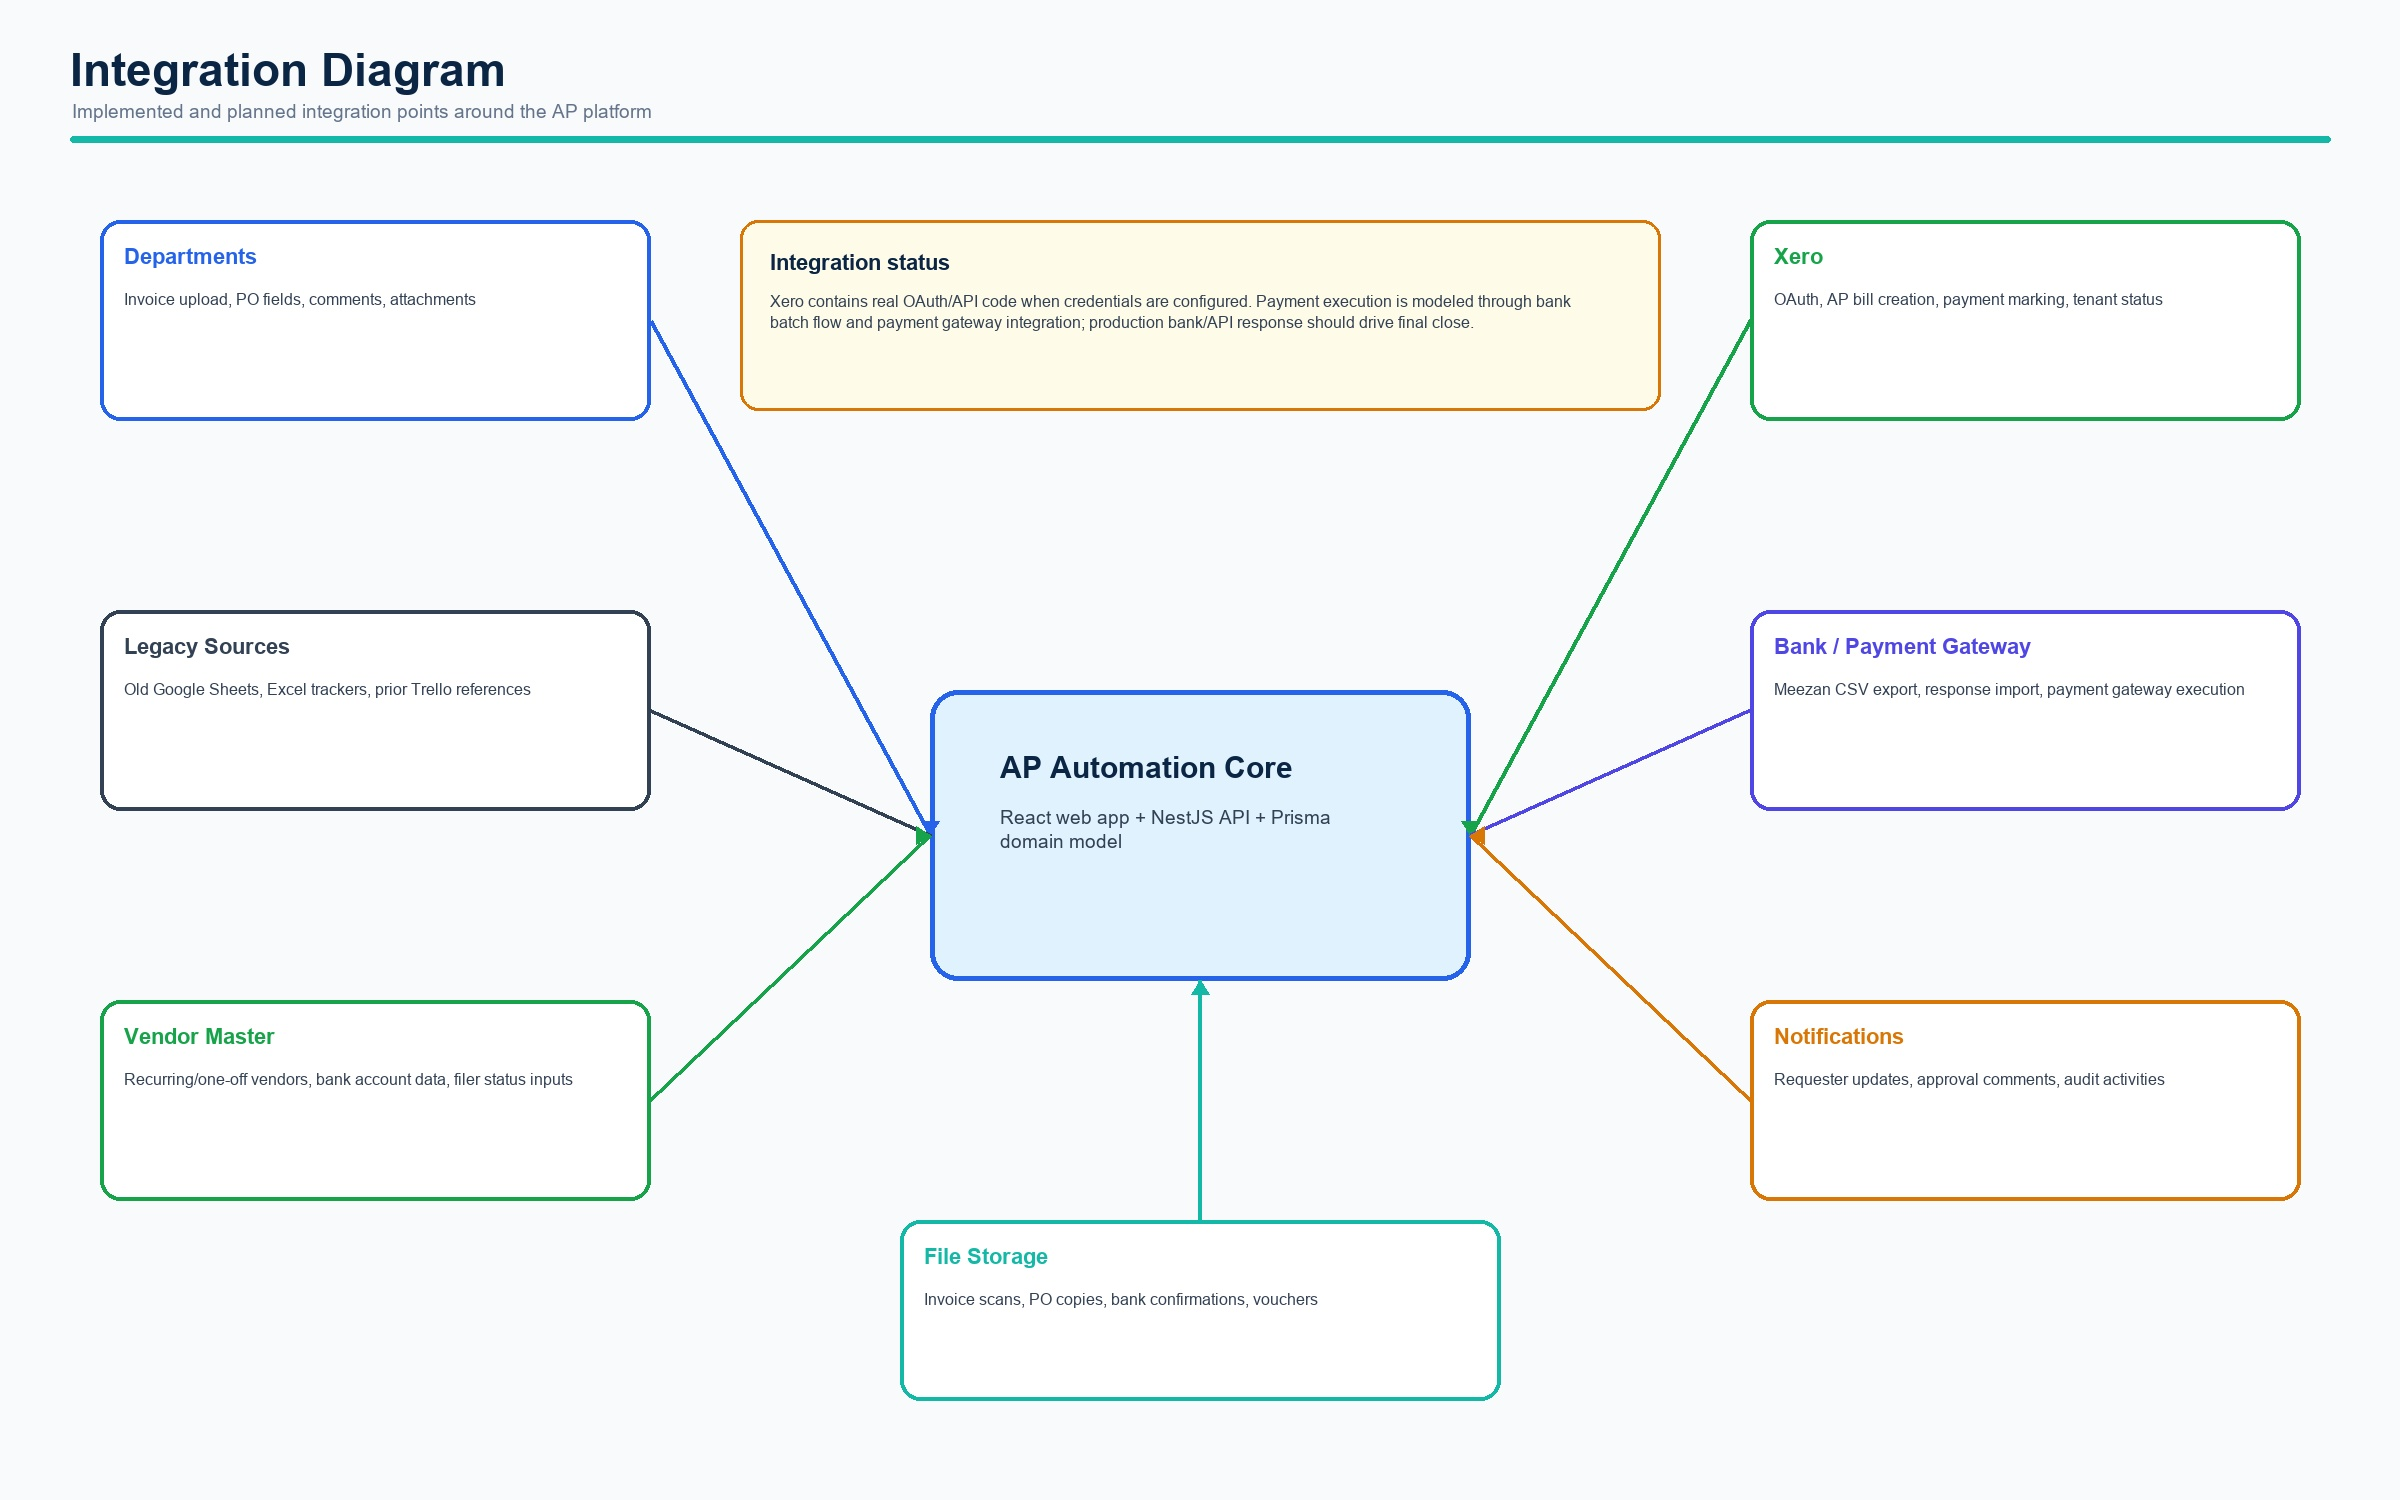 Integration Diagram
Implemented and planned integration points around the AP platform
Departments
Invoice upload, PO fields, comments, attachments
Integration status
Xero contains real OAuth/API code when credentials are configured. Payment execution is modeled through bank
batch flow and payment gateway integration; production bank/API response should drive final close.
Xero
OAuth, AP bill creation, payment marking, tenant status
Legacy Sources
Old Google Sheets, Excel trackers, prior Trello references
Bank / Payment Gateway
Meezan CSV export, response import, payment gateway execution
AP Automation Core
React web app + NestJS API + Prisma
domain model
Vendor Master
Recurring/one-off vendors, bank account data, filer status inputs
Notifications
Requester updates, approval comments, audit activities
File Storage
Invoice scans, PO copies, bank confirmations, vouchers